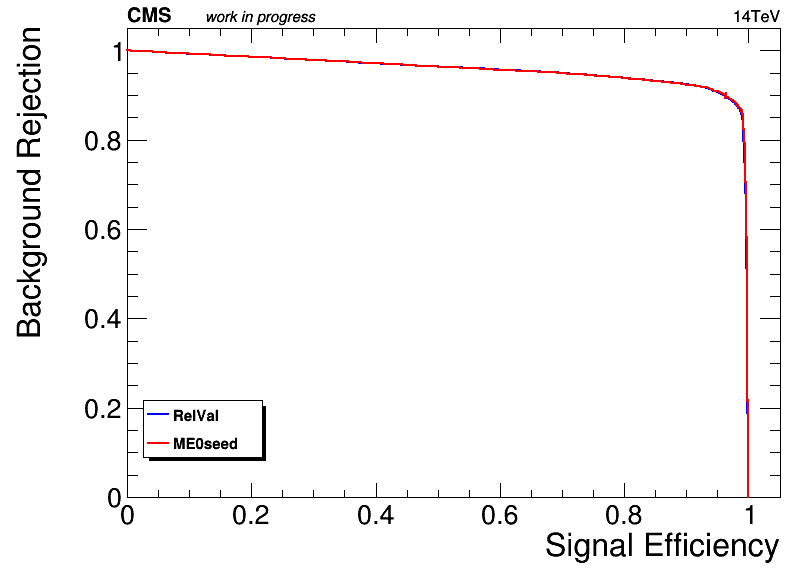 CMS work in progress 14TeV
Background Rejection
1
0.8
0.6
0.4
0.2
0
RelVal
ME0seed
0 0.2 0.4 0.6 0.8 1
Signal Efficiency